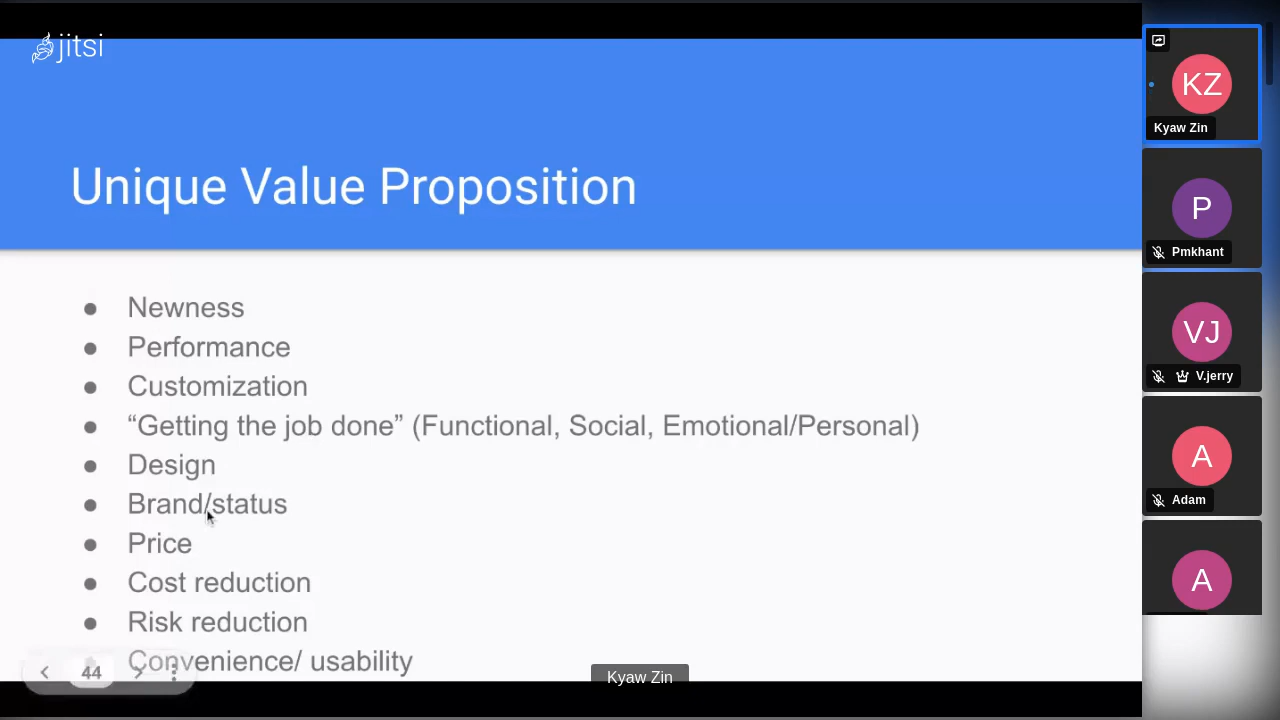 jitsi
Unique Value Proposition
● Newness
● Performance
● Customization
● “Getting the job done” (Functional, Social, Emotional/Personal)
● Design
● Brand/status
● Price
● Cost reduction
● Risk reduction
● Convenience/ usability
44
Kyaw Zin
KZ
Kyaw Zin
P
Pmkhant
VJ
V.jerry
A
Adam
A